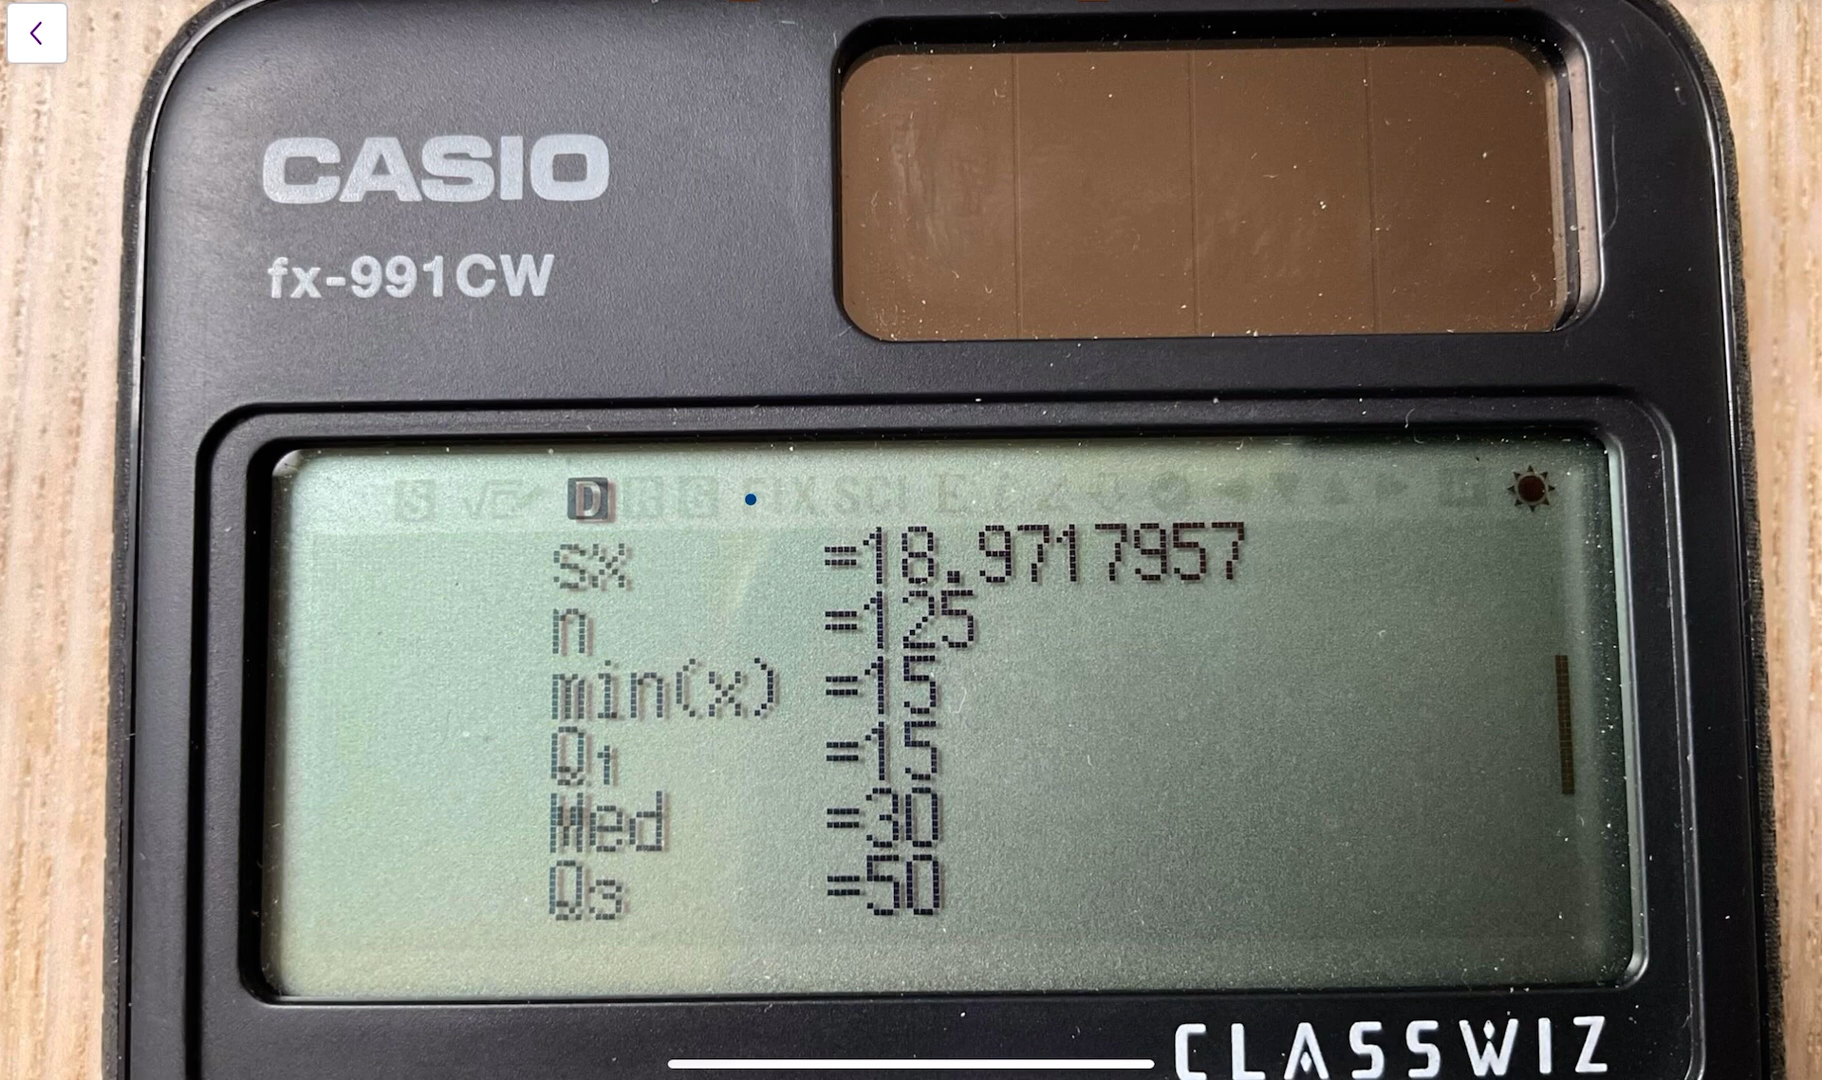 CASIO
fx-991CW
D
sx =18.9717957
n =125
min(x) =15
Q₁ =15
Med =30
Q₃ =50
CLASSWIZ